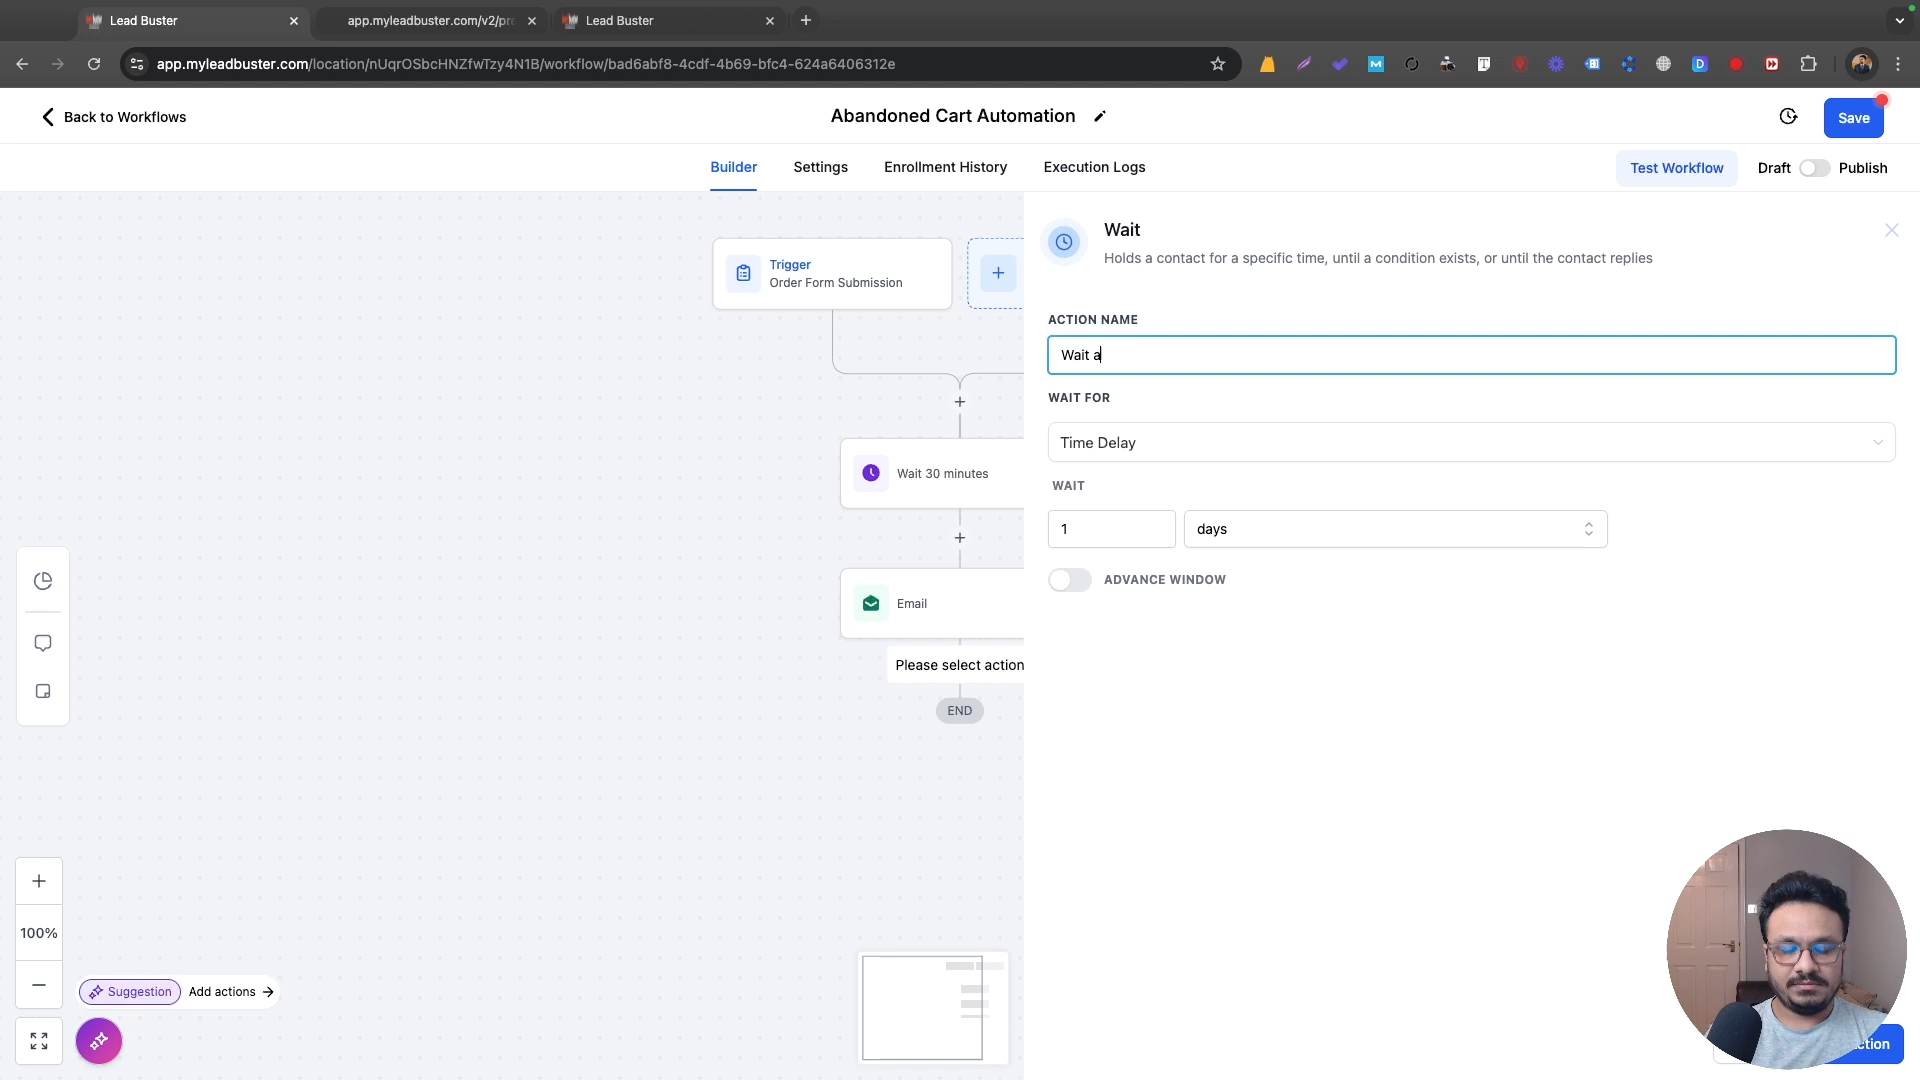 Lead Buster
app.myleadbuster.com/v2/pre
Lead Buster
app.myleadbuster.com/location/nUqrOSbcHNZfwTzy4N1B/workflow/bad6abf8-4cdf-4b69-bfc4-624a6406312e
Back to Workflows
Abandoned Cart Automation
Save
Builder
Settings
Enrollment History
Execution Logs
Test Workflow
Draft
Publish
Trigger
Order Form Submission
Wait 30 minutes
Email
Please select action
END
100%
Suggestion
Add actions
Wait
Holds a contact for a specific time, until a condition exists, or until the contact replies
ACTION NAME
Wait a
WAIT FOR
Time Delay
WAIT
1
days
ADVANCE WINDOW